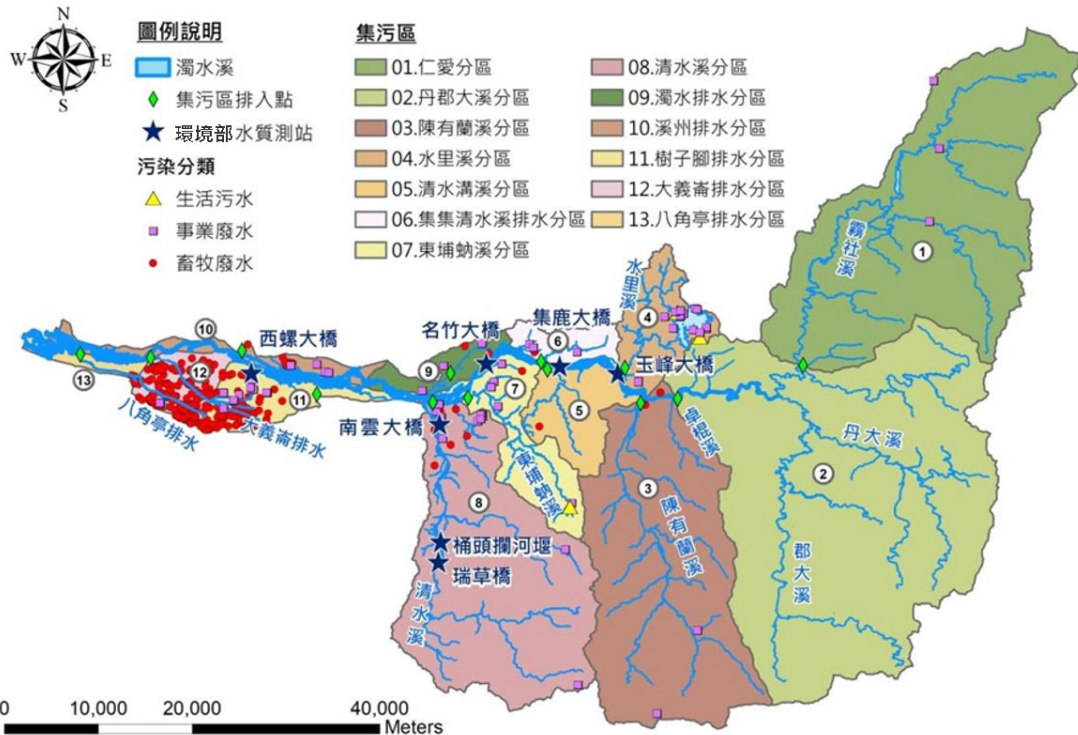 N
W E
S
圖例說明
濁水溪
集污區排入點
環境部水質測站
污染分類
生活污水
事業廢水
畜牧廢水
集污區
01.仁愛分區
02.丹郡大溪分區
03.陳有蘭溪分區
04.水里溪分區
05.清水溝溪分區
06.集集清水溪排水分區
07.東埔蚋溪分區
08.清水溪分區
09.濁水排水分區
10.溪州排水分區
11.樹子腳排水分區
12.大義崙排水分區
13.八角亭排水分區
霧社溪
1
水里溪
4
集鹿大橋
6
名竹大橋
西螺大橋
10
玉峰大橋
9
7
12
13
11
5
南雲大橋
八角亭排水
大義崙排水
卓棍溪
丹大溪
2
東埔蚋溪
3
8
陳有蘭溪
桶頭攔河堰
瑞草橋
郡大溪
清水溪
0 10,000 20,000 40,000
Meters